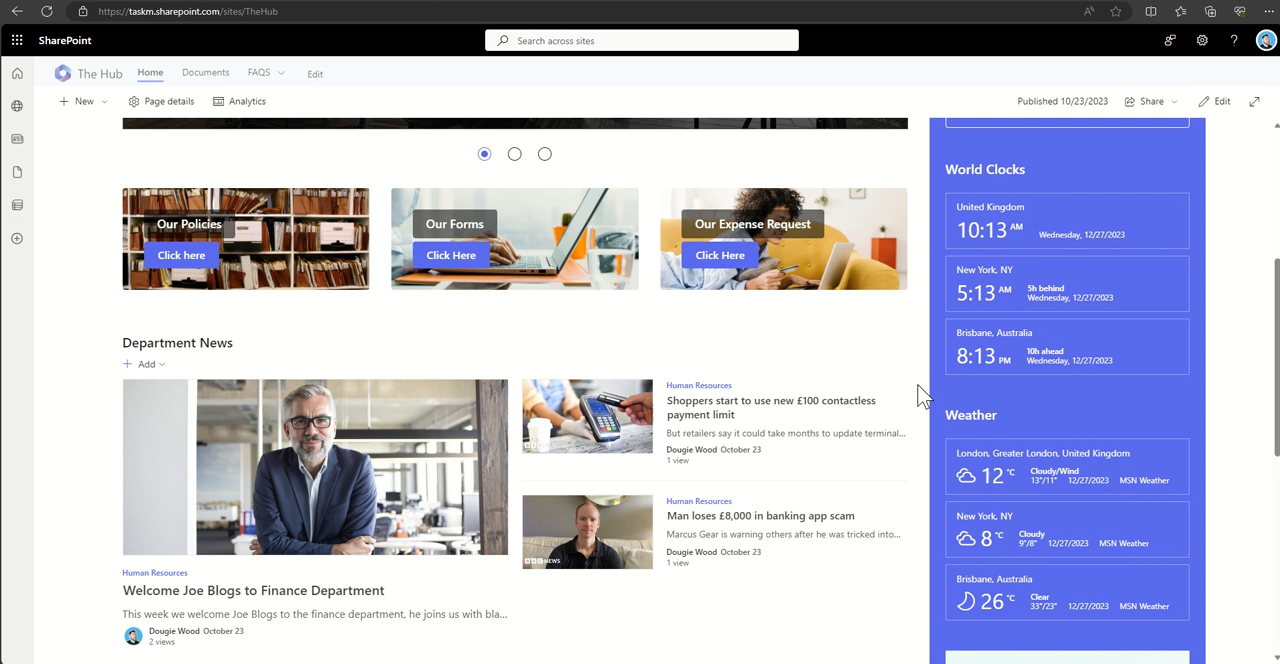 https://taskm.sharepoint.com/sites/TheHub
SharePoint
Search across sites
The Hub
Home
Documents
FAQS
Edit
New
Page details
Analytics
Published 10/23/2023
Share
Edit
Our Policies
Click here
Our Forms
Click Here
Our Expense Request
Click Here
Department News
Add
Human Resources
Welcome Joe Blogs to Finance Department
This week we welcome Joe Blogs to the finance department, he joins us with bla...
Dougie Wood October 23
2 views
Human Resources
Shoppers start to use new £100 contactless
payment limit
But retailers say it could take months to update terminal...
Dougie Wood October 23
1 view
BBC NEWS
Human Resources
Man loses £8,000 in banking app scam
Marcus Gear is warning others after he was tricked into...
Dougie Wood October 23
1 view
World Clocks
United Kingdom
10:13 AM
Wednesday, 12/27/2023
New York, NY
5:13 AM
5h behind
Wednesday, 12/27/2023
Brisbane, Australia
8:13 PM
10h ahead
Wednesday, 12/27/2023
Weather
London, Greater London, United Kingdom
12 °C
Cloudy/Wind
13°/11° 12/27/2023 MSN Weather
New York, NY
8 °C
Cloudy
9°/8° 12/27/2023 MSN Weather
Brisbane, Australia
26 °C
Clear
33°/23° 12/27/2023 MSN Weather